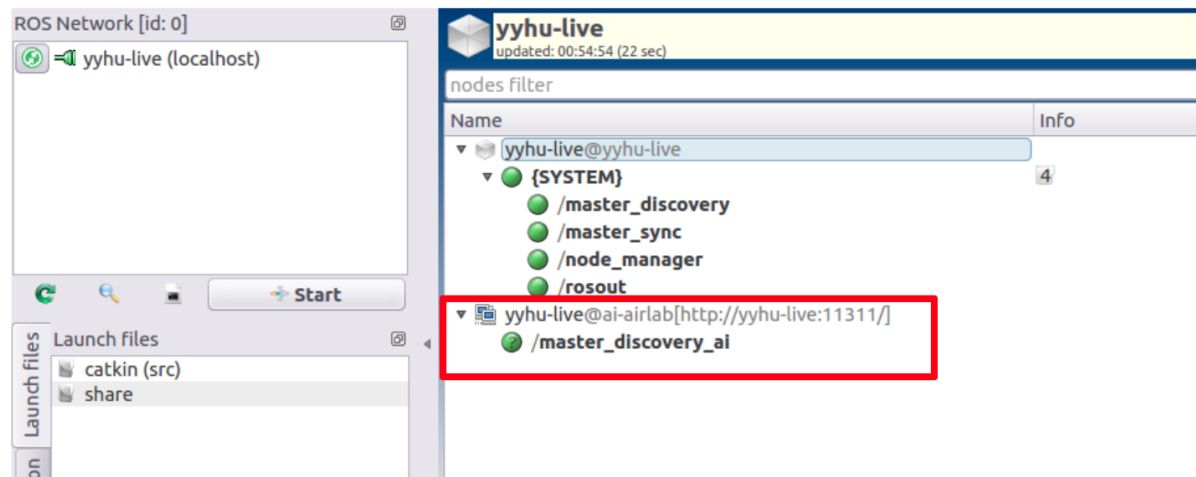 ROS Network [id: 0]
yyhu-live (localhost)
Start
Launch files
Launch files
catkin (src)
share
on
yyhu-live
updated: 00:54:54 (22 sec)
nodes filter
Name Info
yyhu-live@yyhu-live
{SYSTEM} 4
/master_discovery
/master_sync
/node_manager
/rosout
yyhu-live@ai-airlab[http://yyhu-live:11311/]
/master_discovery_ai